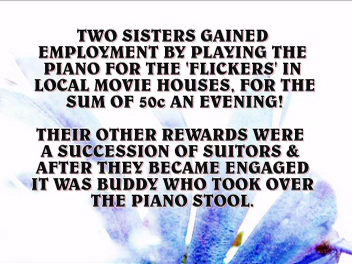 TWO SISTERS GAINED
EMPLOYMENT BY PLAYING THE
PIANO FOR THE 'FLICKERS' IN
LOCAL MOVIE HOUSES, FOR THE
SUM OF 50c AN EVENING!
THEIR OTHER REWARDS WERE
A SUCCESSION OF SUITORS &
AFTER THEY BECAME ENGAGED
IT WAS BUDDY WHO TOOK OVER
THE PIANO STOOL.